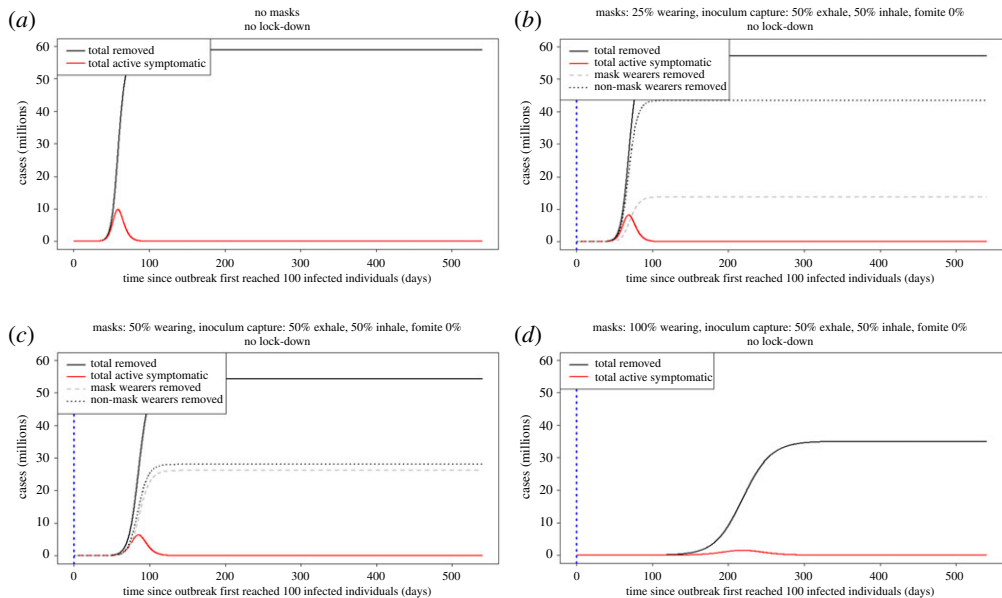 (a)
no masks
no lock-down
60
50
40
30
20
10
0
cases (millions)
total removed
total active symptomatic
0 100 200 300 400 500
time since outbreak first reached 100 infected individuals (days)
(b)
masks: 25% wearing, inoculum capture: 50% exhale, 50% inhale, fomite 0%
no lock-down
60
50
40
30
20
10
0
cases (millions)
total removed
total active symptomatic
mask wearers removed
non-mask wearers removed
0 100 200 300 400 500
time since outbreak first reached 100 infected individuals (days)
(c)
masks: 50% wearing, inoculum capture: 50% exhale, 50% inhale, fomite 0%
no lock-down
60
50
40
30
20
10
0
cases (millions)
total removed
total active symptomatic
mask wearers removed
non-mask wearers removed
0 100 200 300 400 500
time since outbreak first reached 100 infected individuals (days)
(d)
masks: 100% wearing, inoculum capture: 50% exhale, 50% inhale, fomite 0%
no lock-down
60
50
40
30
20
10
0
cases (millions)
total removed
total active symptomatic
0 100 200 300 400 500
time since outbreak first reached 100 infected individuals (days)